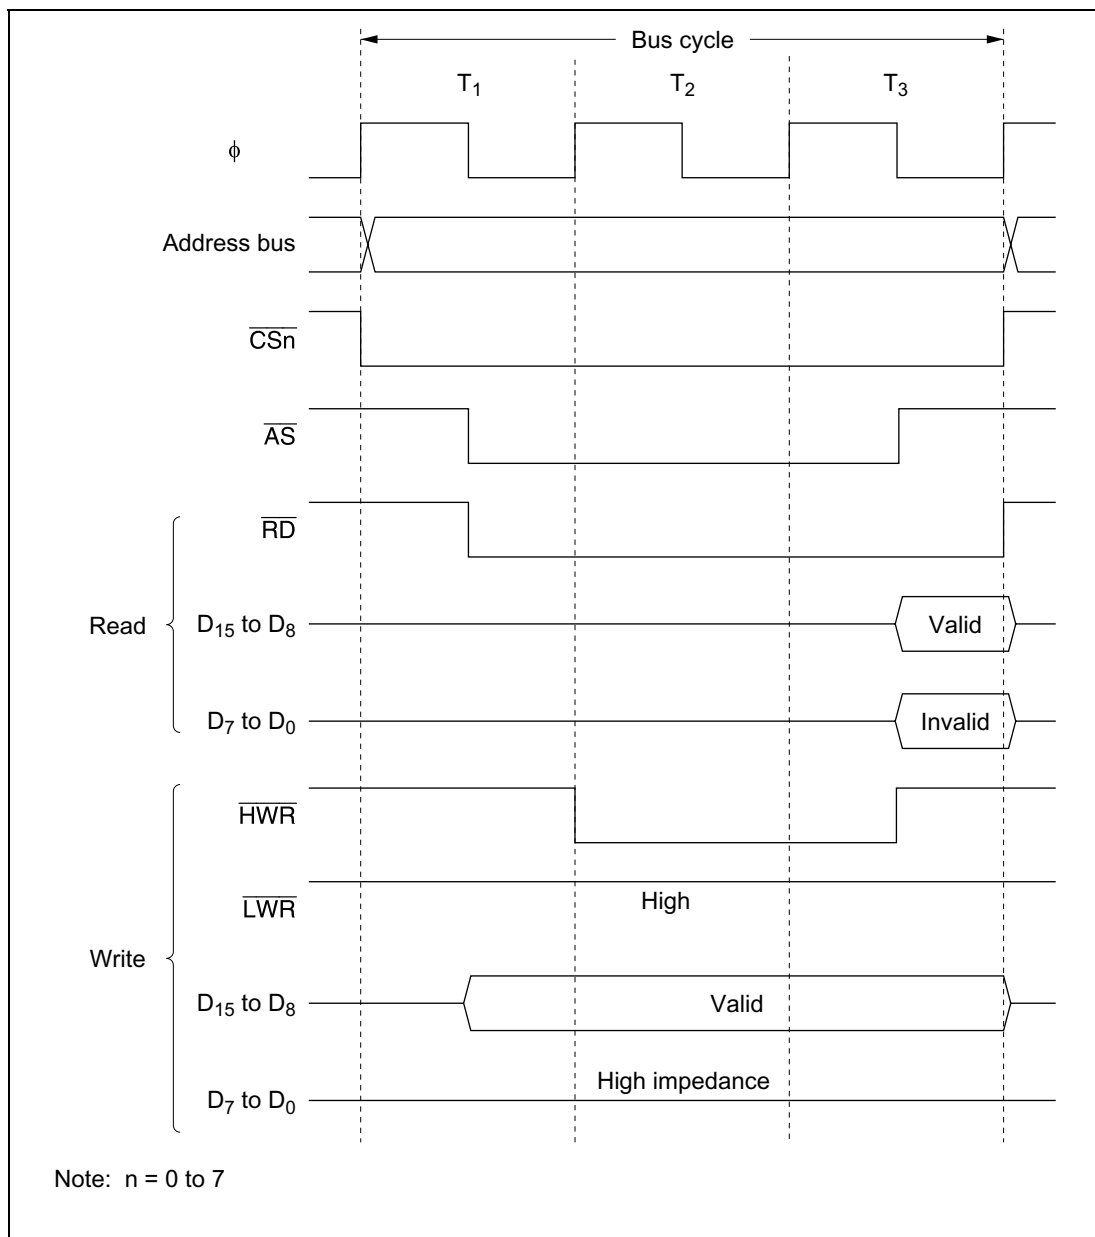 Bus cycle
T1 T2 T3
ϕ
Address bus
CSn
AS
RD
Read
D15 to D8 Valid
D7 to D0 Invalid
HWR
LWR High
Write
D15 to D8 Valid
D7 to D0 High impedance
Note: n = 0 to 7